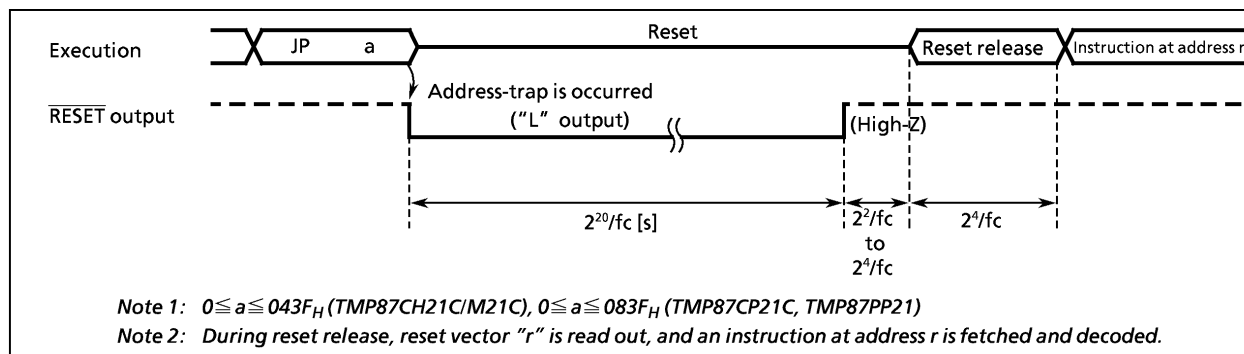 Reset
Execution JP a Reset release Instruction at address r
Address-trap is occurred
RESET output ("L" output) (High-Z)
2²⁰/fc [s] 2²/fc 2⁴/fc
to
2⁴/fc
Note 1: 0≦a≦043F_H (TMP87CH21C/M21C), 0≦a≦083F_H (TMP87CP21C, TMP87PP21)
Note 2: During reset release, reset vector "r" is read out, and an instruction at address r is fetched and decoded.